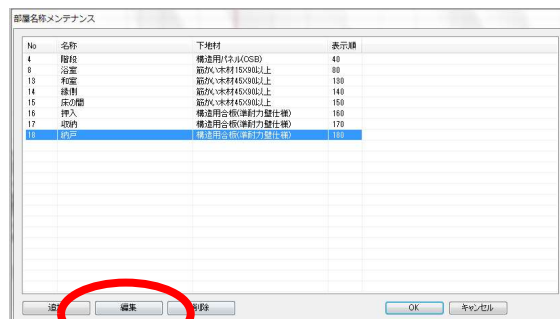 部屋名称メンテナンス
No 名称 下地材 表示順
4 階段 構造用パネル(OSB) 40
8 浴室 筋かい木材15X90以上 80
13 和室 筋かい木材45X90以上 130
14 縁側 筋かい木材45X90以上 140
15 床の間 筋かい木材45X90以上 150
16 押入 構造用合板(準耐力壁仕様) 160
17 収納 構造用合板(準耐力壁仕様) 170
18 納戸 構造用合板(準耐力壁仕様) 180
追加 編集 削除 OK キャンセル